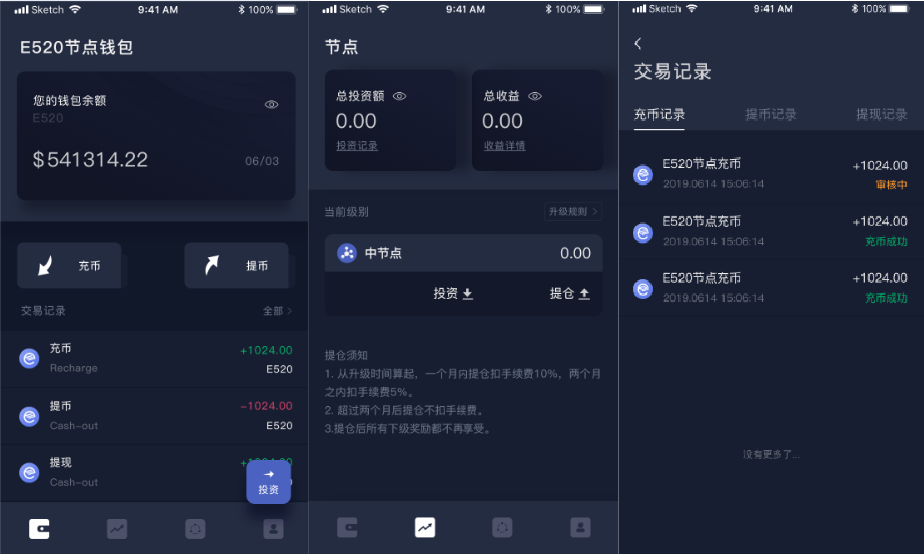 Sketch 9:41 AM 100%
E520节点钱包
您的钱包余额
E520
$541314.22
06/03
充币
提币
交易记录
全部 >
充币
+1024.00
Recharge
E520
提币
-1024.00
Cash-out
E520
提现
Cash-out
投资
Sketch 9:41 AM 100%
节点
总投资额
0.00
投资记录
总收益
0.00
收益详情
当前级别
升级规则 >
中节点
0.00
投资
提仓
提仓须知
1. 从升级时间算起，一个月内提仓扣手续费10%，两个月
之内扣手续费5%。
2. 超过两个月后提仓不扣手续费。
3.提仓后所有下级奖励都不再享受。
Sketch 9:41 AM 100%
交易记录
充币记录
提币记录
提现记录
E520节点充币
+1024.00
2019.0614 15:06:14
审核中
E520节点充币
+1024.00
2019.0614 15:06:14
充币成功
E520节点充币
+1024.00
2019.0614 15:06:14
充币成功
没有更多了...